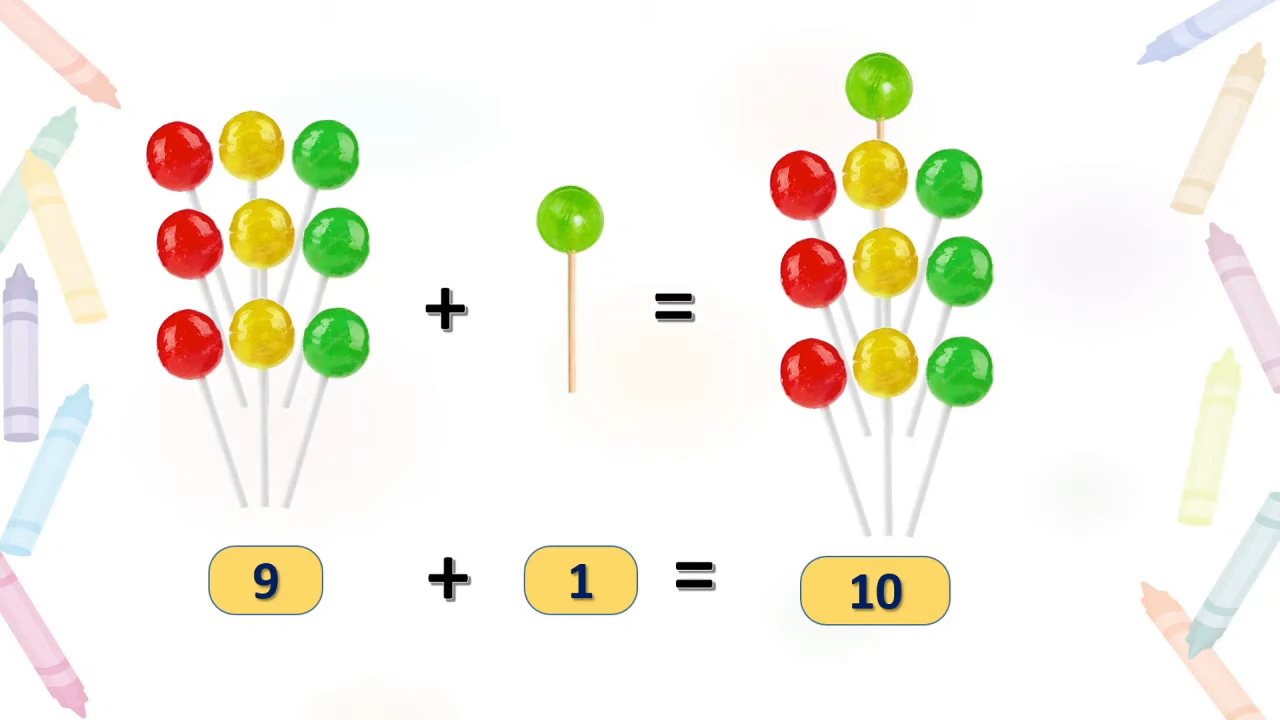 + =
9 + 1 = 10